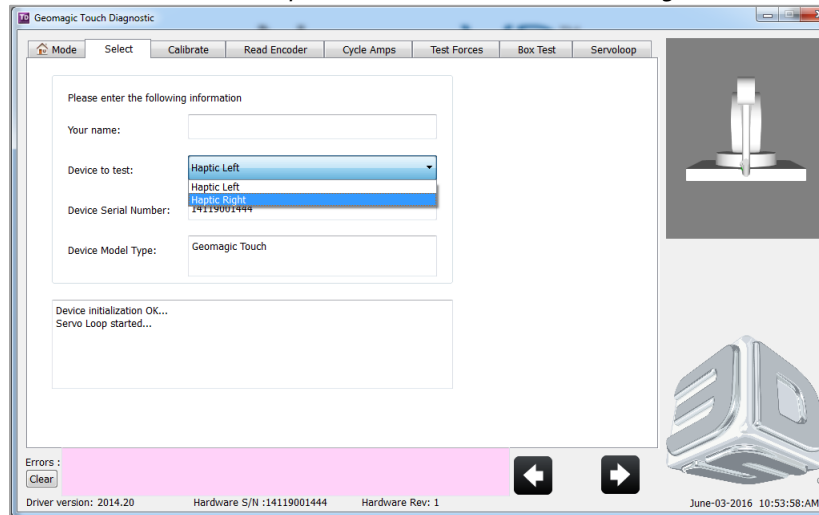 Geomagic Touch Diagnostic
Mode Select Calibrate Read Encoder Cycle Amps Test Forces Box Test Servoloop
Please enter the following information
Your name:
Device to test: Haptic Left
Haptic Left
Haptic Right
Device Serial Number: 14119001444
Device Model Type: Geomagic Touch
Device initialization OK...
Servo Loop started...
Errors :
Clear
Driver version: 2014.20 Hardware S/N :14119001444 Hardware Rev: 1 June-03-2016 10:53:58:AM